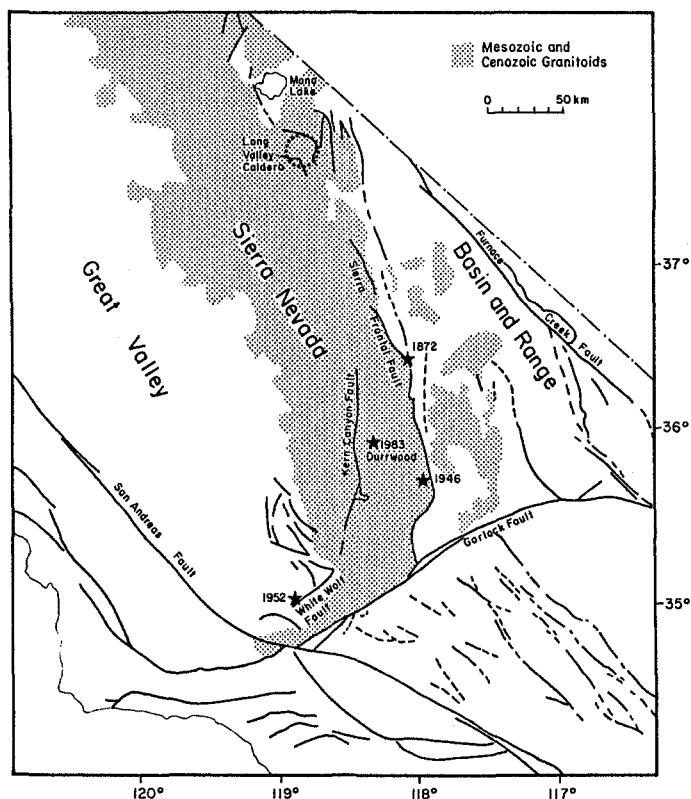 Mesozoic and
Cenozoic Granitoids
0 50 km
Mono
Lake
Long
Valley
Caldera
Sierra Nevada
Great Valley
Basin and Range
Furnace
Creek
Fault
Sierra
Frontal Fault
1872
Kern Canyon Fault
1983
Durrwood
1946
San Andreas
Fault
Garlock Fault
1952
White Wolf
Fault
37°
36°
35°
120°
119°
118°
117°